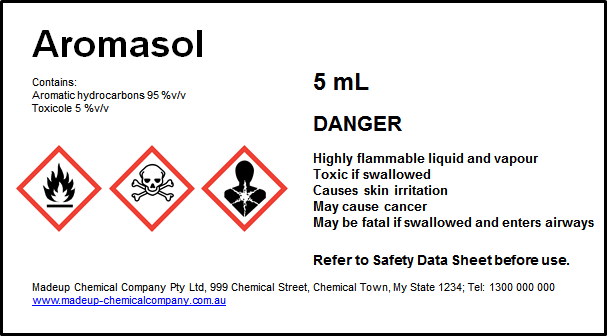 Aromasol
Contains:
Aromatic hydrocarbons 95 %v/v
Toxicole 5 %v/v
5 mL
DANGER
Highly flammable liquid and vapour
Toxic if swallowed
Causes skin irritation
May cause cancer
May be fatal if swallowed and enters airways
Refer to Safety Data Sheet before use.
Madeup Chemical Company Pty Ltd, 999 Chemical Street, Chemical Town, My State 1234; Tel: 1300 000 000
www.madeup-chemicalcompany.com.au